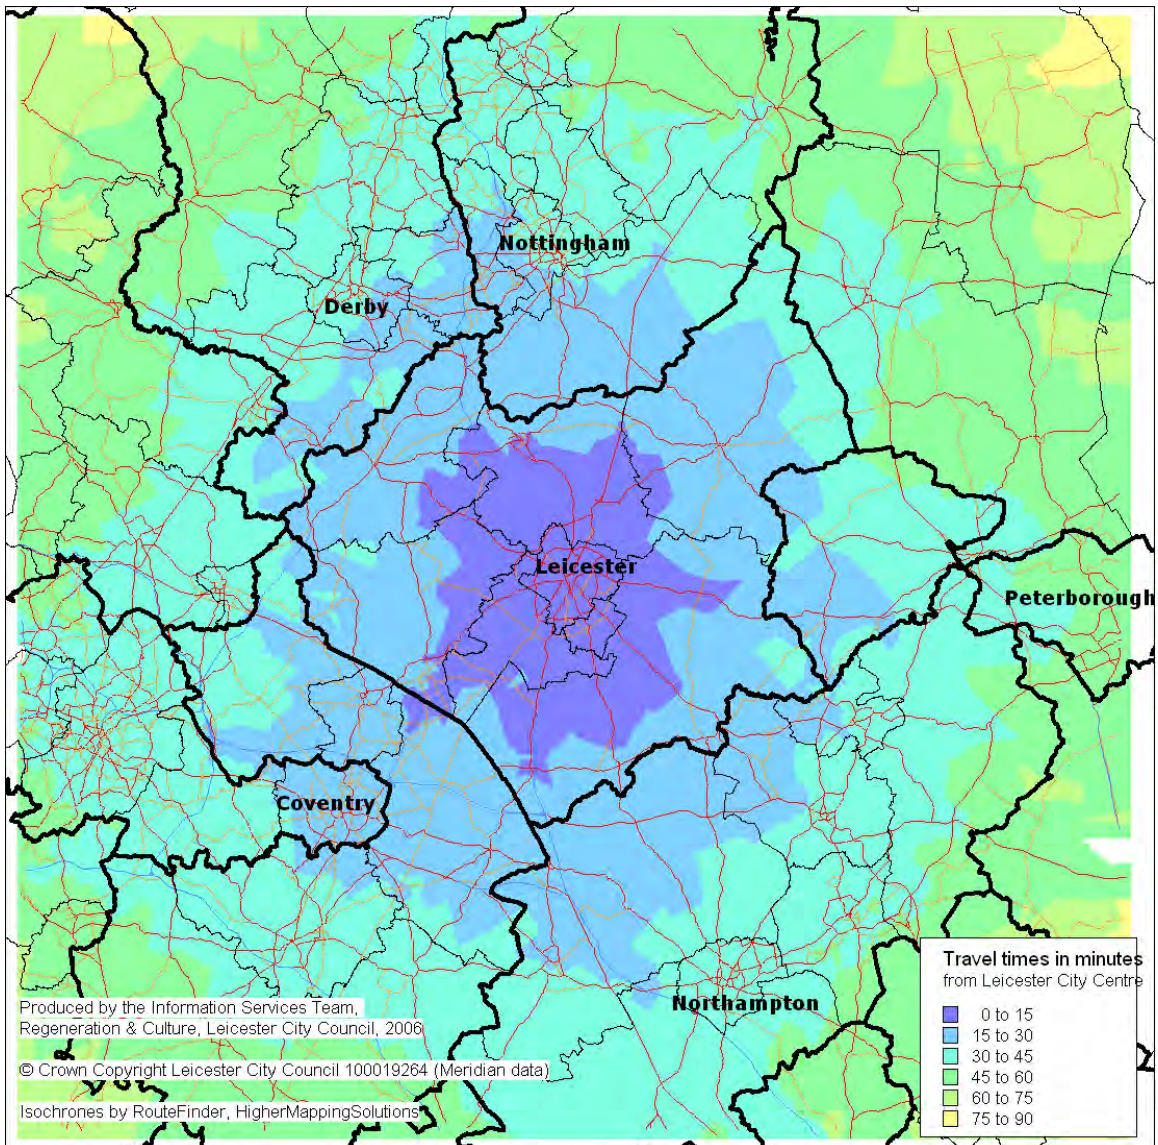 Nottingham
Derby
Leicester
Peterborough
Coventry
Northampton
Travel times in minutes
from Leicester City Centre
0 to 15
15 to 30
30 to 45
45 to 60
60 to 75
75 to 90
Produced by the Information Services Team,
Regeneration & Culture, Leicester City Council, 2006
© Crown Copyright Leicester City Council 100019264 (Meridian data)
Isochrones by RouteFinder, HigherMappingSolutions